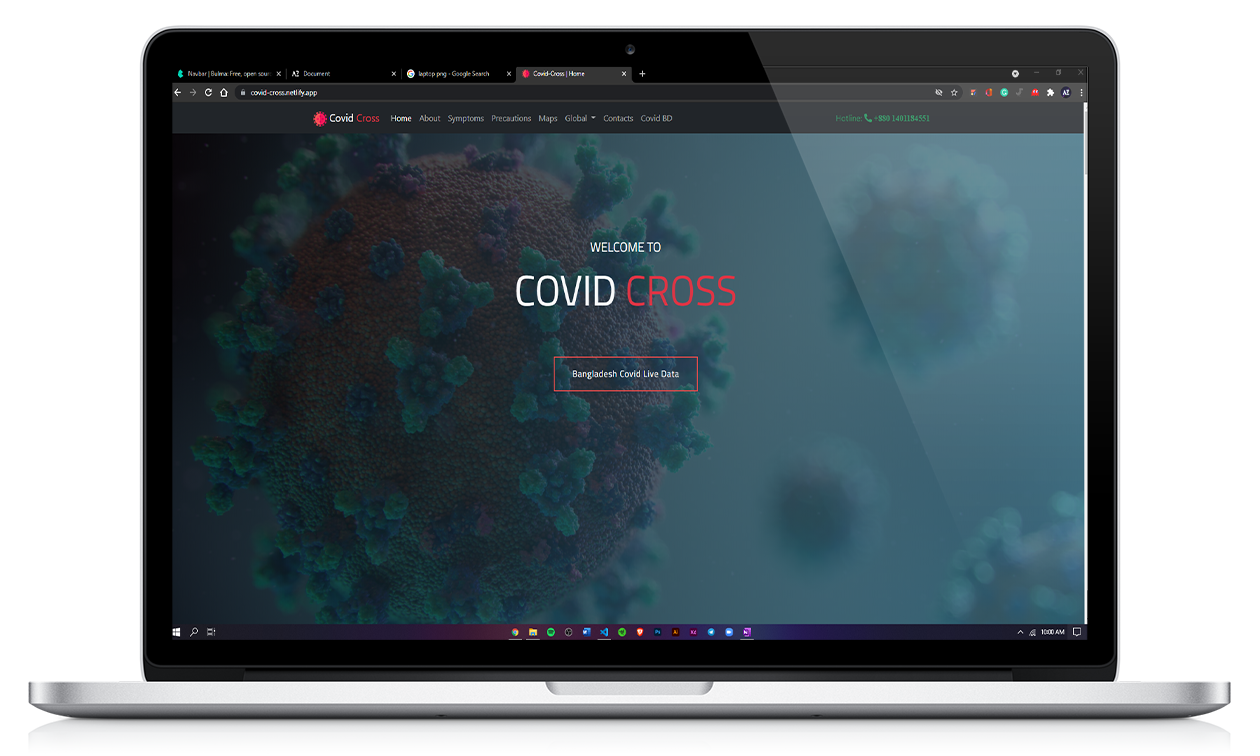 Navbar | Bulma: Free, open sour
Document
laptop png - Google Search
Covid-Cross | Home
covid-cross.netlify.app
Covid Cross
Home
About
Symptoms
Precautions
Maps
Global
Contacts
Covid BD
Hotline: +880 1401184551
WELCOME TO
COVID CROSS
Bangladesh Covid Live Data
10:00 AM